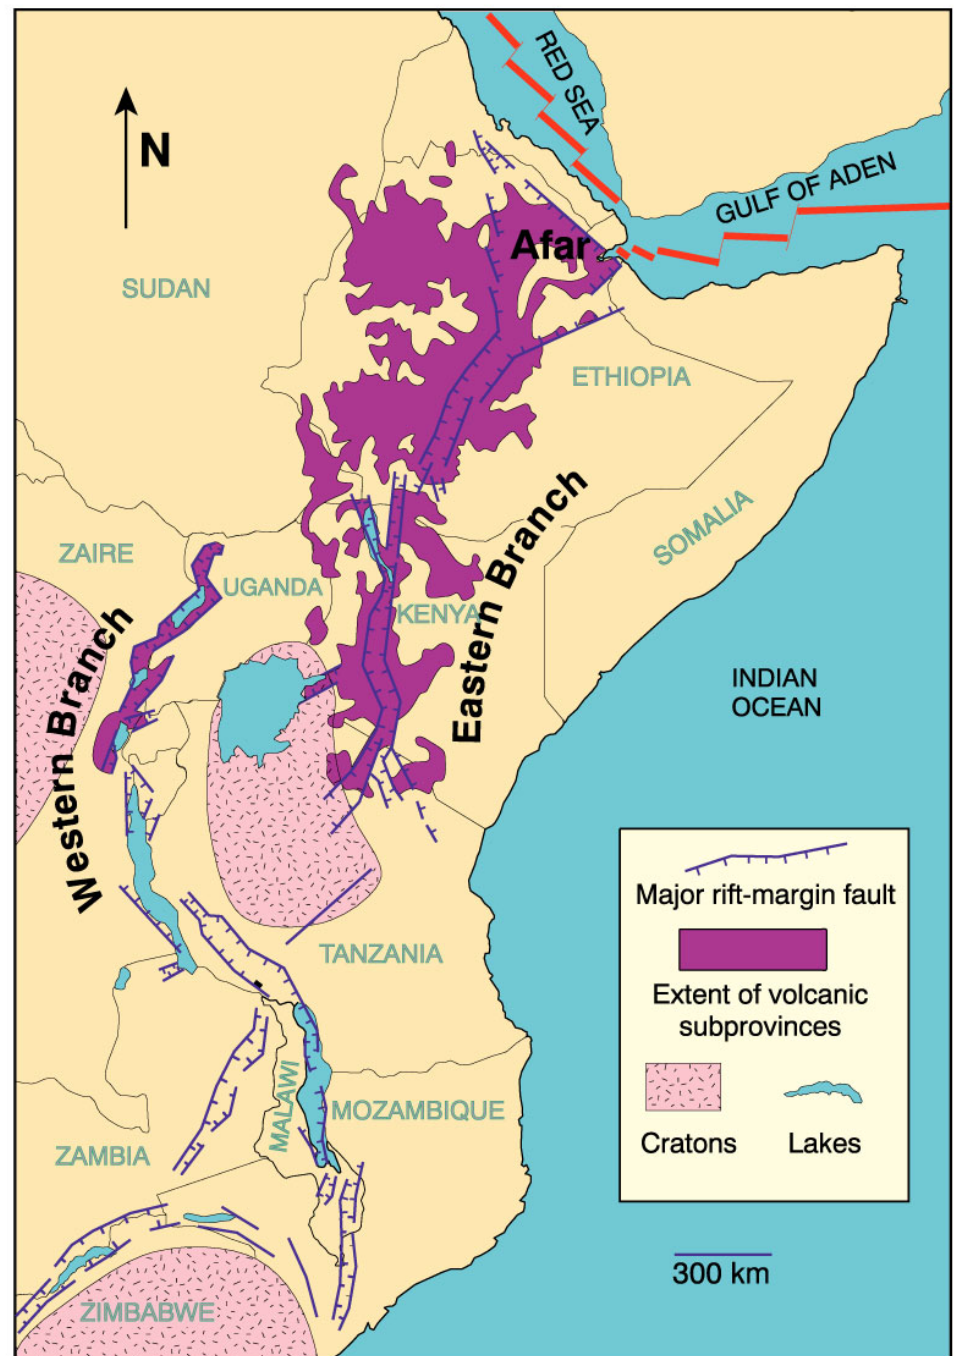 RED SEA
N
GULF OF ADEN
Afar
SUDAN
ETHIOPIA
Eastern Branch
SOMALIA
ZAIRE
UGANDA
KENYA
Western Branch
INDIAN
OCEAN
Major rift-margin fault
TANZANIA
Extent of volcanic
subprovinces
MALAWI
MOZAMBIQUE
Cratons
Lakes
ZAMBIA
300 km
ZIMBABWE